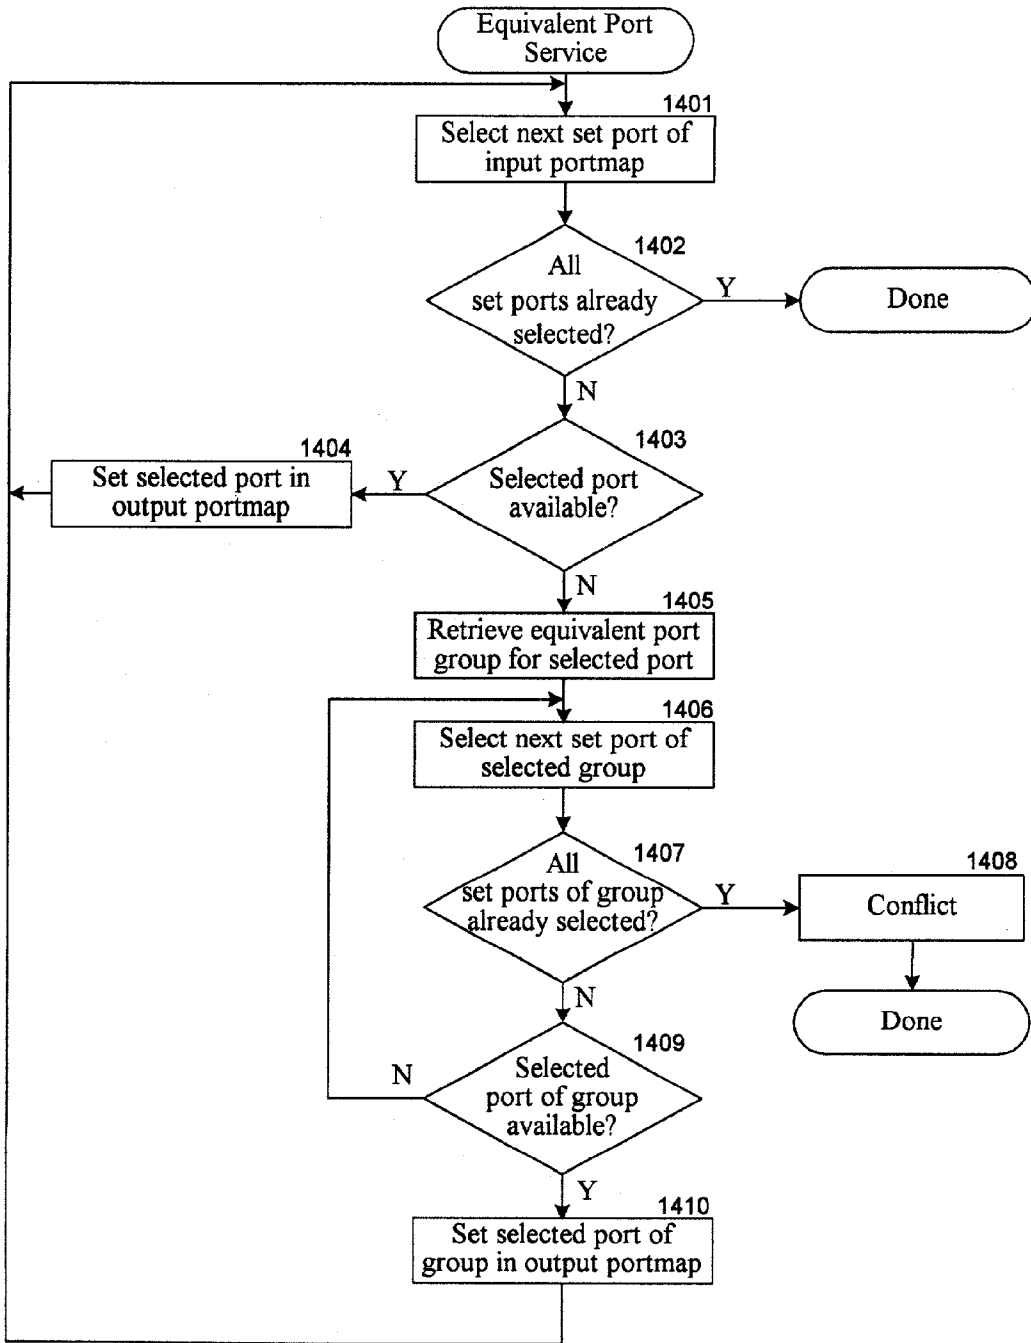 Equivalent Port
Service
1401
Select next set port of
input portmap
1402
All
set ports already
selected?
Y
Done
N
1403
Selected port
available?
Y
1404
Set selected port in
output portmap
N
1405
Retrieve equivalent port
group for selected port
1406
Select next set port of
selected group
1407
All
set ports of group
already selected?
Y
1408
Conflict
Done
N
1409
Selected
port of group
available?
N
Y
1410
Set selected port of
group in output portmap